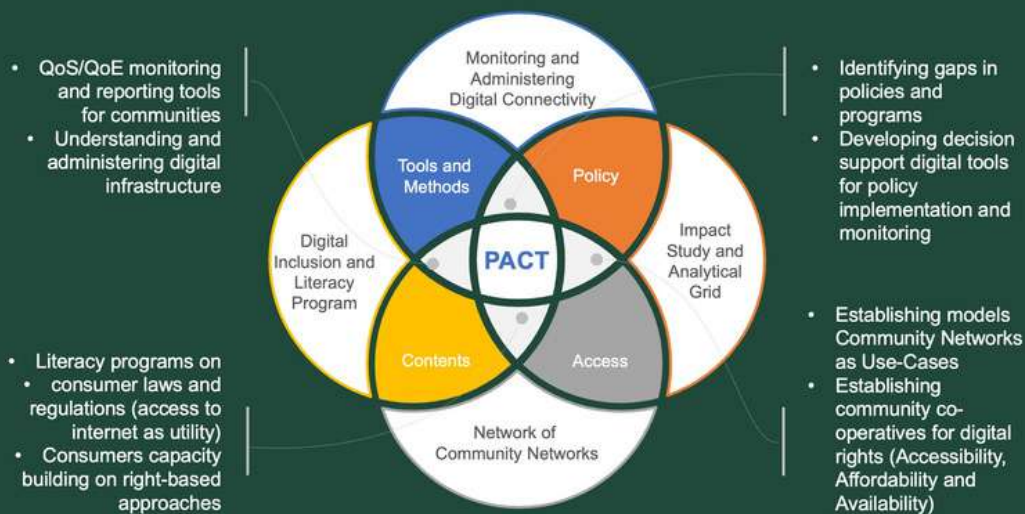 • QoS/QoE monitoring
and reporting tools
for communities
• Understanding and
administering digital
infrastructure
Monitoring and
Administering
Digital Connectivity
• Identifying gaps in
policies and
programs
• Developing decision
support digital tools
for policy
implementation and
monitoring
Tools and
Methods
Policy
Digital
Inclusion and
Literacy
Program
PACT
Impact
Study and
Analytical
Grid
Contents
Access
Network of
Community Networks
• Literacy programs on
• consumer laws and
regulations (access to
internet as utility)
• Consumers capacity
building on right-based
approaches
• Establishing models
Community Networks
as Use-Cases
• Establishing
community co-
operatives for digital
rights (Accessibility,
Affordability and
Availability)